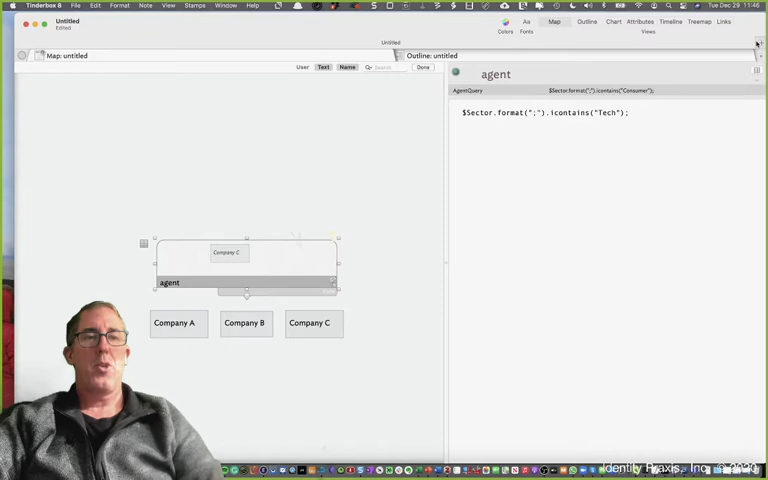 Tinderbox 8 File Edit Format Note View Stamps Window Help Tue Dec 29 11:46
Untitled
Edited
Colors Fonts
Aa
Map Outline Chart Attributes Timeline Treemap Links
Views
Untitled
Map: untitled
Outline: untitled
User Text Name Search Done
agent
AgentQuery $Sector.format(";").icontains("Consumer");
$Sector.format(";").icontains("Tech");
Company C
agent
Company A
Company B
Company C
Identity Praxis, Inc. © 2020